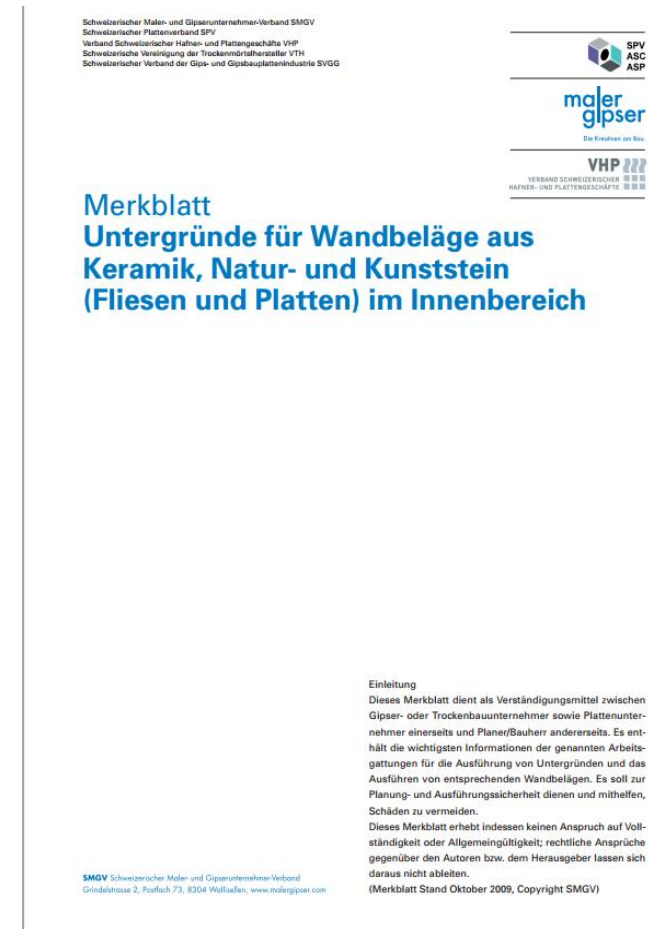 Schweizerischer Maler- und Gipserunternehmer-Verband SMGV
Schweizerischer Plattenverband SPV
Verband Schweizerischer Hafner- und Plattengeschäfte VHP
Schweizerische Vereinigung der Trockenmörtelhersteller VTH
Schweizerischer Verband der Gips- und Gipsbauplattenindustrie SVGG
SPV
ASC
ASP
maler
gipser
Die Kreativen am Bau.
VHP
VERBAND SCHWEIZERISCHER
HAFNER- UND PLATTENGESCHÄFTE
Merkblatt
Untergründe für Wandbeläge aus
Keramik, Natur- und Kunststein
(Fliesen und Platten) im Innenbereich
Einleitung
Dieses Merkblatt dient als Verständigungsmittel zwischen
Gipser- oder Trockenbauunternehmer sowie Plattenunter-
nehmer einerseits und Planer/Bauherr andererseits. Es ent-
hält die wichtigsten Informationen der genannten Arbeits-
gattungen für die Ausführung von Untergründen und das
Ausführen von entsprechenden Wandbelägen. Es soll zur
Planung- und Ausführungssicherheit dienen und mithelfen,
Schäden zu vermeiden.
Dieses Merkblatt erhebt indessen keinen Anspruch auf Voll-
ständigkeit oder Allgemeingültigkeit; rechtliche Ansprüche
gegenüber den Autoren bzw. dem Herausgeber lassen sich
daraus nicht ableiten.
(Merkblatt Stand Oktober 2009, Copyright SMGV)
SMGV Schweizerischer Maler- und Gipserunternehmer-Verband
Grindelstrasse 2, Postfach 73, 8304 Wallisellen, www.malergipser.com